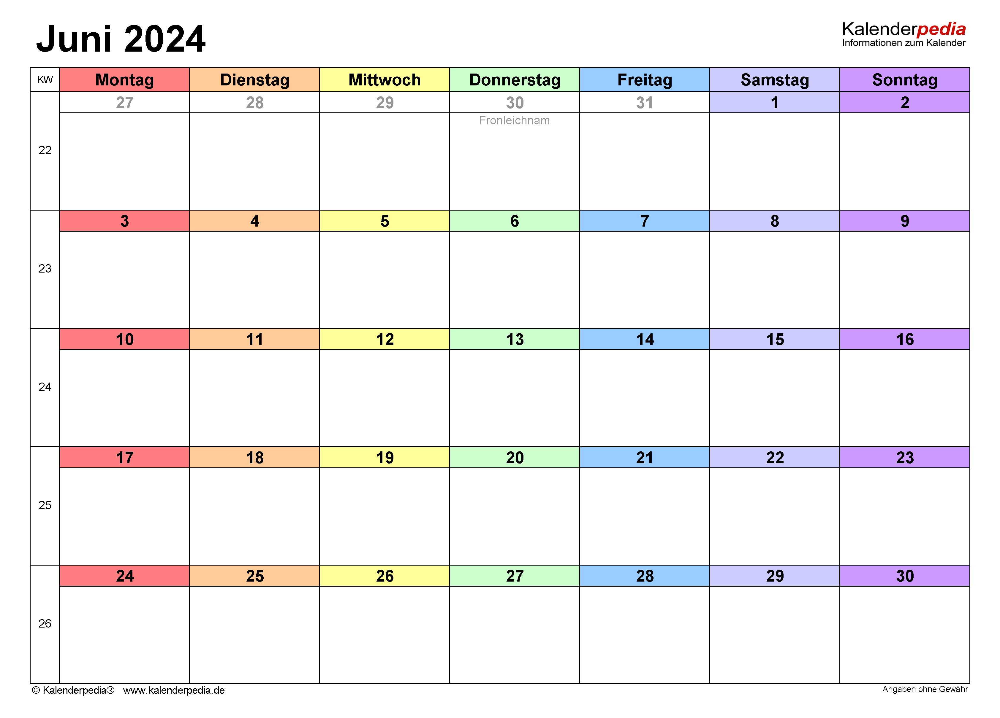 Juni 2024
Kalenderpedia
Informationen zum Kalender
KW Montag Dienstag Mittwoch Donnerstag Freitag Samstag Sonntag
27 28 29 30 31 1 2
Fronleichnam
22
3 4 5 6 7 8 9
23
10 11 12 13 14 15 16
24
17 18 19 20 21 22 23
25
24 25 26 27 28 29 30
26
© Kalenderpedia® www.kalenderpedia.de
Angaben ohne Gewähr